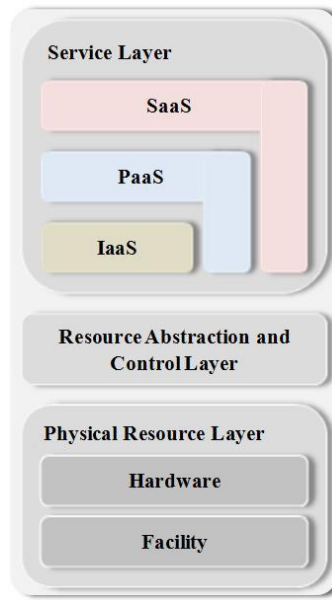 Service Layer
SaaS
PaaS
IaaS
Resource Abstraction and
Control Layer
Physical Resource Layer
Hardware
Facility